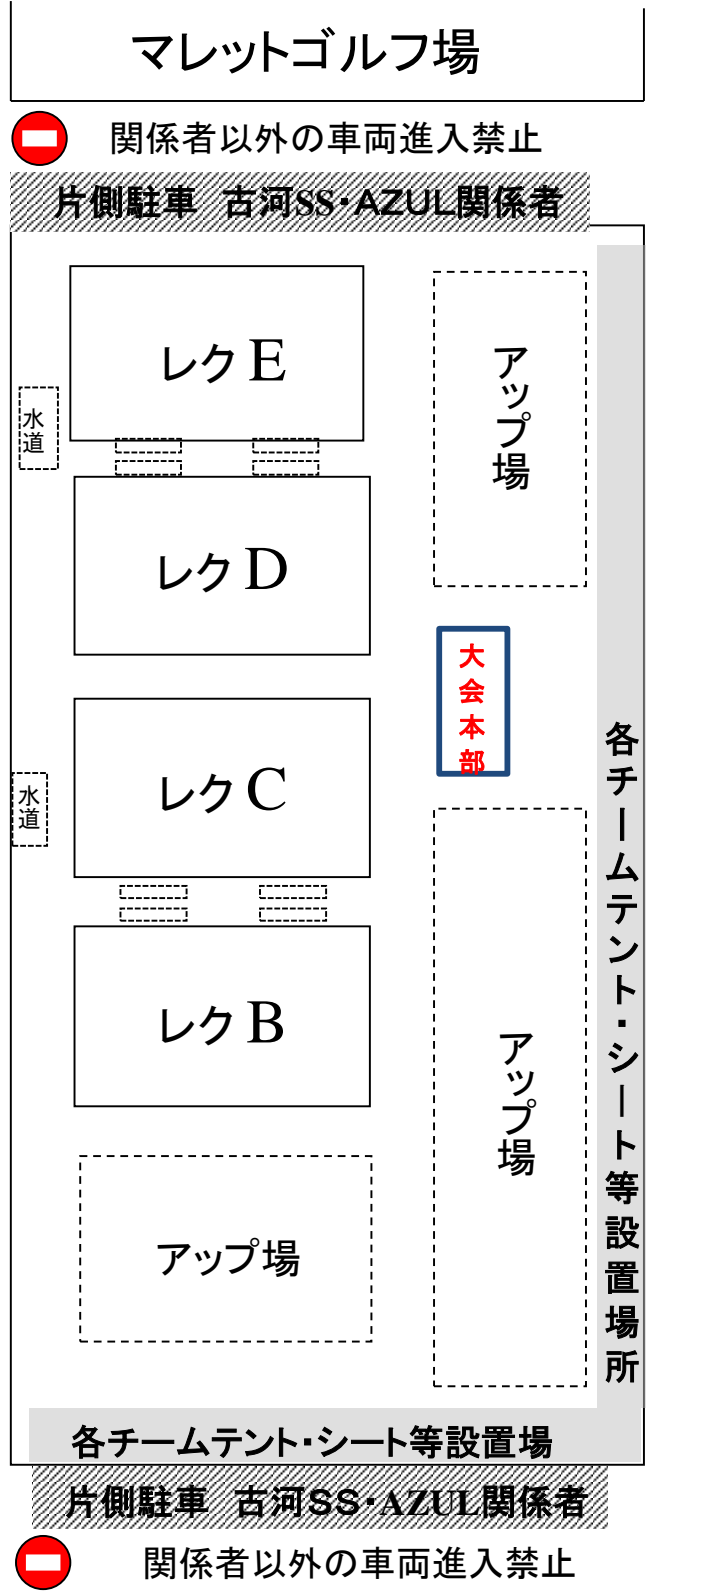 マレットゴルフ場
関係者以外の車両進入禁止
片側駐車 古河SS・AZUL関係者
レクE
アップ場
水道
レクD
大会本部
各チームテント・シート等設置場所
レクC
水道
レクB
アップ場
アップ場
各チームテント・シート等設置場
片側駐車 古河SS・AZUL関係者
関係者以外の車両進入禁止